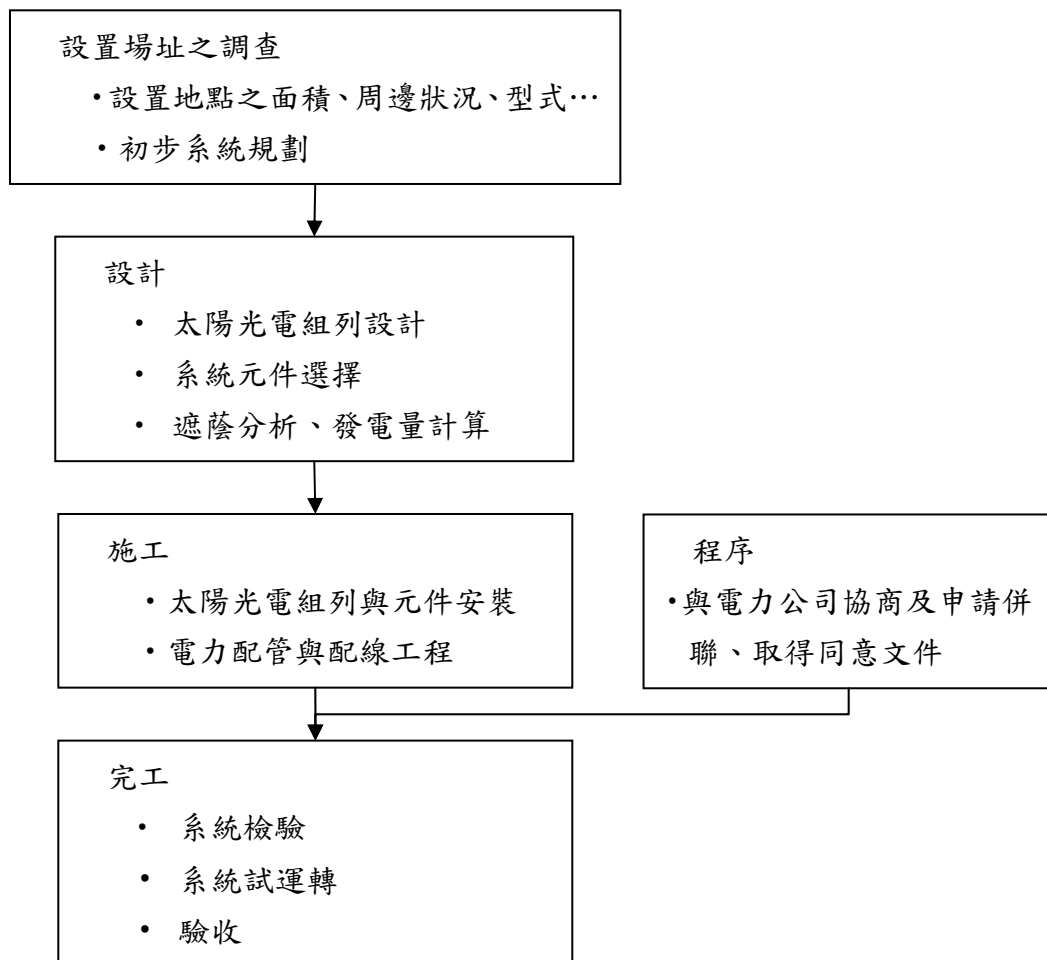 設置場址之調查
•設置地點之面積、周邊狀況、型式…
•初步系統規劃
設計
• 太陽光電組列設計
• 系統元件選擇
• 遮蔭分析、發電量計算
施工
•太陽光電組列與元件安裝
•電力配管與配線工程
程序
•與電力公司協商及申請併
聯、取得同意文件
完工
• 系統檢驗
• 系統試運轉
• 驗收